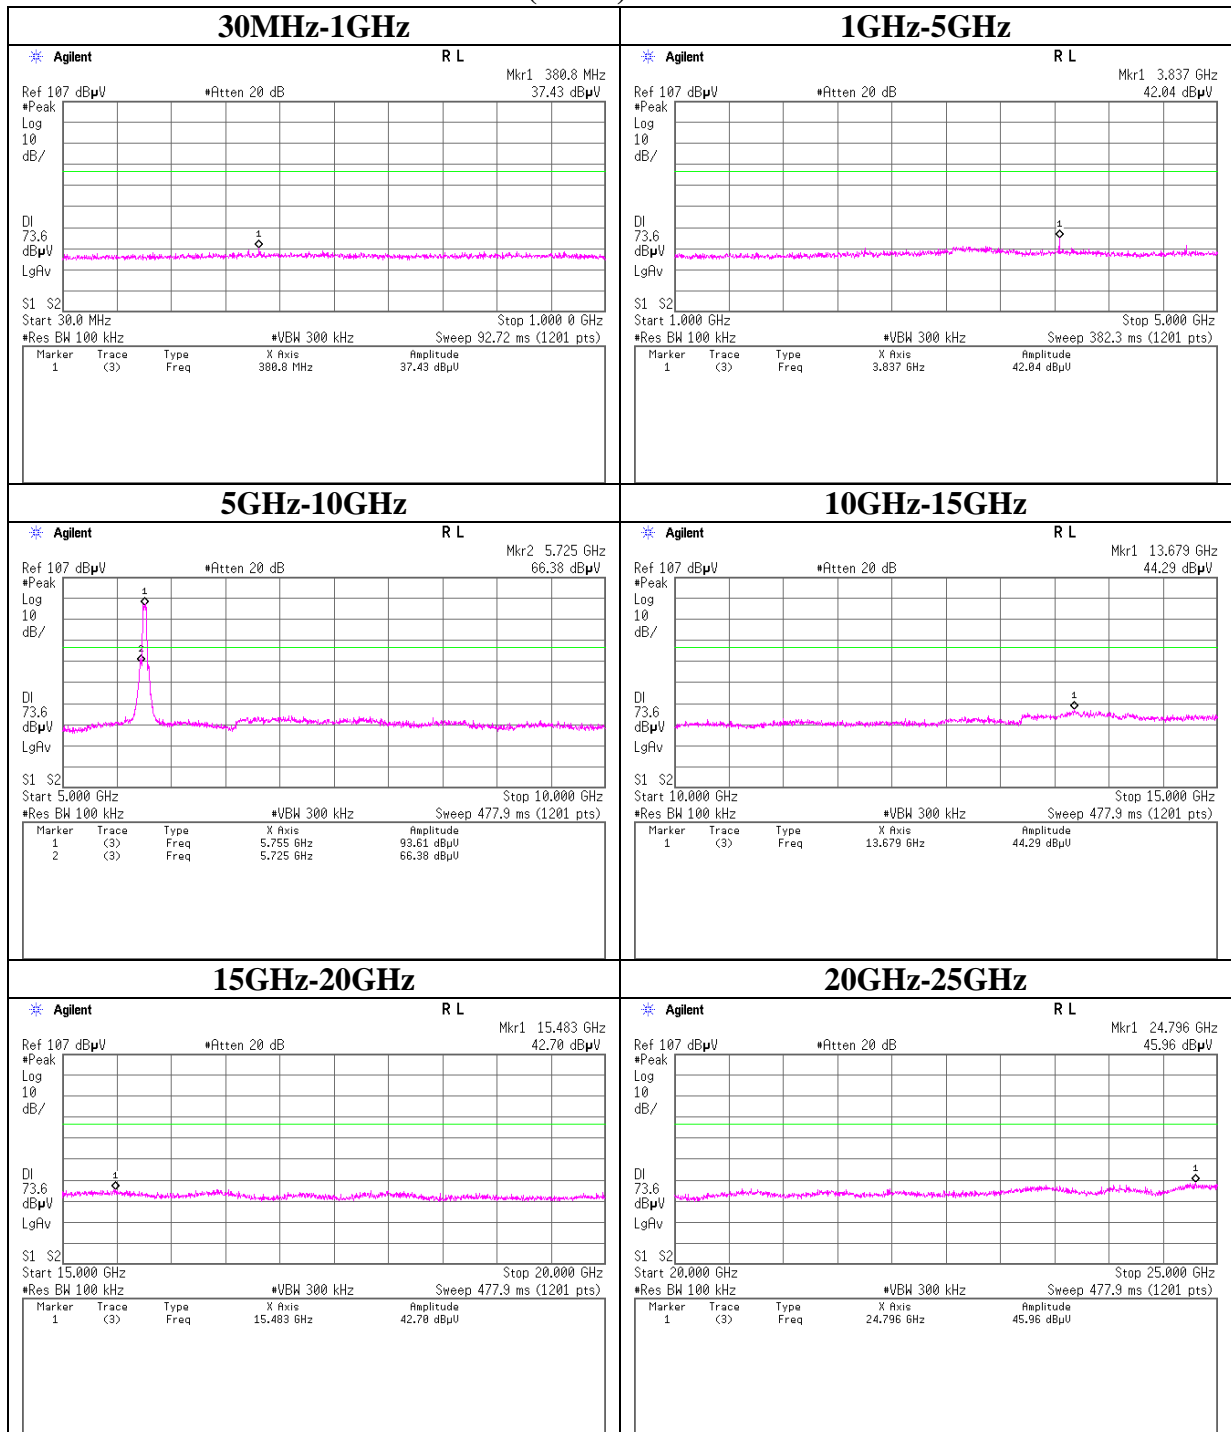 30MHz-1GHz
Agilent R L
Mkr1 380.8 MHz
Ref 107 dBµV #Atten 20 dB 37.43 dBµV
#Peak
Log
10
dB/
1
DI
73.6
dBµV
LgAv
S1 S2
Start 30.0 MHz Stop 1.000 0 GHz
#Res BW 100 kHz #VBW 300 kHz Sweep 92.72 ms (1201 pts)
Marker Trace Type X Axis Amplitude
1 (3) Freq 380.8 MHz 37.43 dBµV
1GHz-5GHz
Agilent R L
Mkr1 3.837 GHz
Ref 107 dBµV #Atten 20 dB 42.04 dBµV
#Peak
Log
10
dB/
1
DI
73.6
dBµV
LgAv
S1 S2
Start 1.000 GHz Stop 5.000 GHz
#Res BW 100 kHz #VBW 300 kHz Sweep 382.3 ms (1201 pts)
Marker Trace Type X Axis Amplitude
1 (3) Freq 3.837 GHz 42.04 dBµV
5GHz-10GHz
Agilent R L
Mkr2 5.725 GHz
Ref 107 dBµV #Atten 20 dB 66.38 dBµV
#Peak
Log
10
dB/
1
2
DI
73.6
dBµV
LgAv
S1 S2
Start 5.000 GHz Stop 10.000 GHz
#Res BW 100 kHz #VBW 300 kHz Sweep 477.9 ms (1201 pts)
Marker Trace Type X Axis Amplitude
1 (3) Freq 5.755 GHz 93.61 dBµV
2 (3) Freq 5.725 GHz 66.38 dBµV
10GHz-15GHz
Agilent R L
Mkr1 13.679 GHz
Ref 107 dBµV #Atten 20 dB 44.29 dBµV
#Peak
Log
10
dB/
1
DI
73.6
dBµV
LgAv
S1 S2
Start 10.000 GHz Stop 15.000 GHz
#Res BW 100 kHz #VBW 300 kHz Sweep 477.9 ms (1201 pts)
Marker Trace Type X Axis Amplitude
1 (3) Freq 13.679 GHz 44.29 dBµV
15GHz-20GHz
Agilent R L
Mkr1 15.483 GHz
Ref 107 dBµV #Atten 20 dB 42.70 dBµV
#Peak
Log
10
dB/
1
DI
73.6
dBµV
LgAv
S1 S2
Start 15.000 GHz Stop 20.000 GHz
#Res BW 100 kHz #VBW 300 kHz Sweep 477.9 ms (1201 pts)
Marker Trace Type X Axis Amplitude
1 (3) Freq 15.483 GHz 42.70 dBµV
20GHz-25GHz
Agilent R L
Mkr1 24.796 GHz
Ref 107 dBµV #Atten 20 dB 45.96 dBµV
#Peak
Log
10
dB/
1
DI
73.6
dBµV
LgAv
S1 S2
Start 20.000 GHz Stop 25.000 GHz
#Res BW 100 kHz #VBW 300 kHz Sweep 477.9 ms (1201 pts)
Marker Trace Type X Axis Amplitude
1 (3) Freq 24.796 GHz 45.96 dBµV